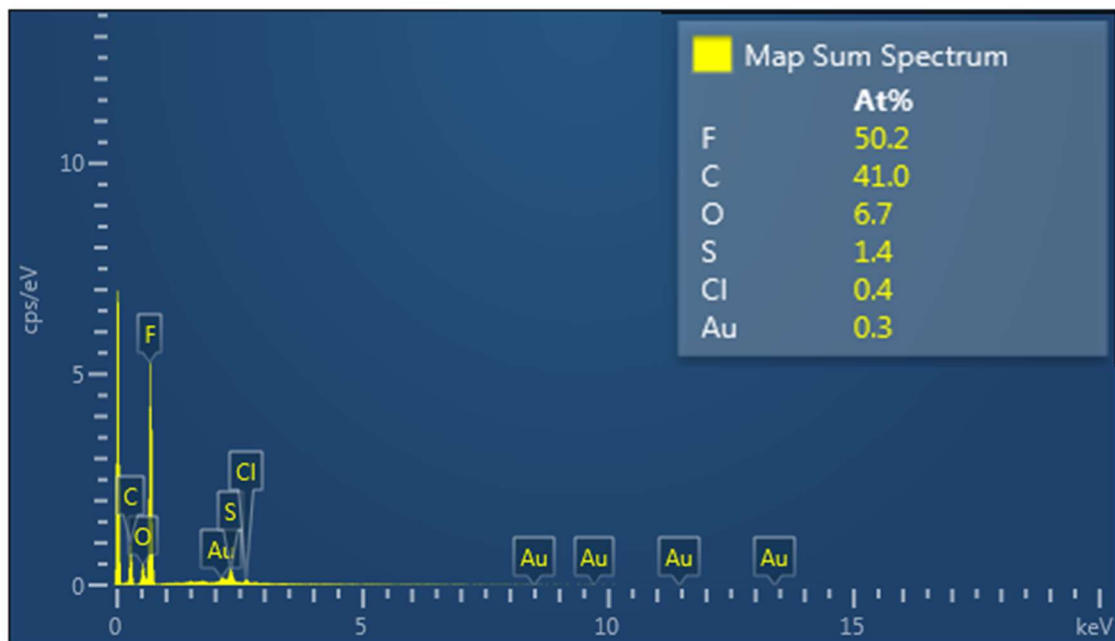 Map Sum Spectrum
At%
F 50.2
C 41.0
O 6.7
S 1.4
Cl 0.4
Au 0.3
cps/eV
10
5
0
F
Cl
C
S
O
Au
Au
Au
Au
Au
0
5
10
15
keV